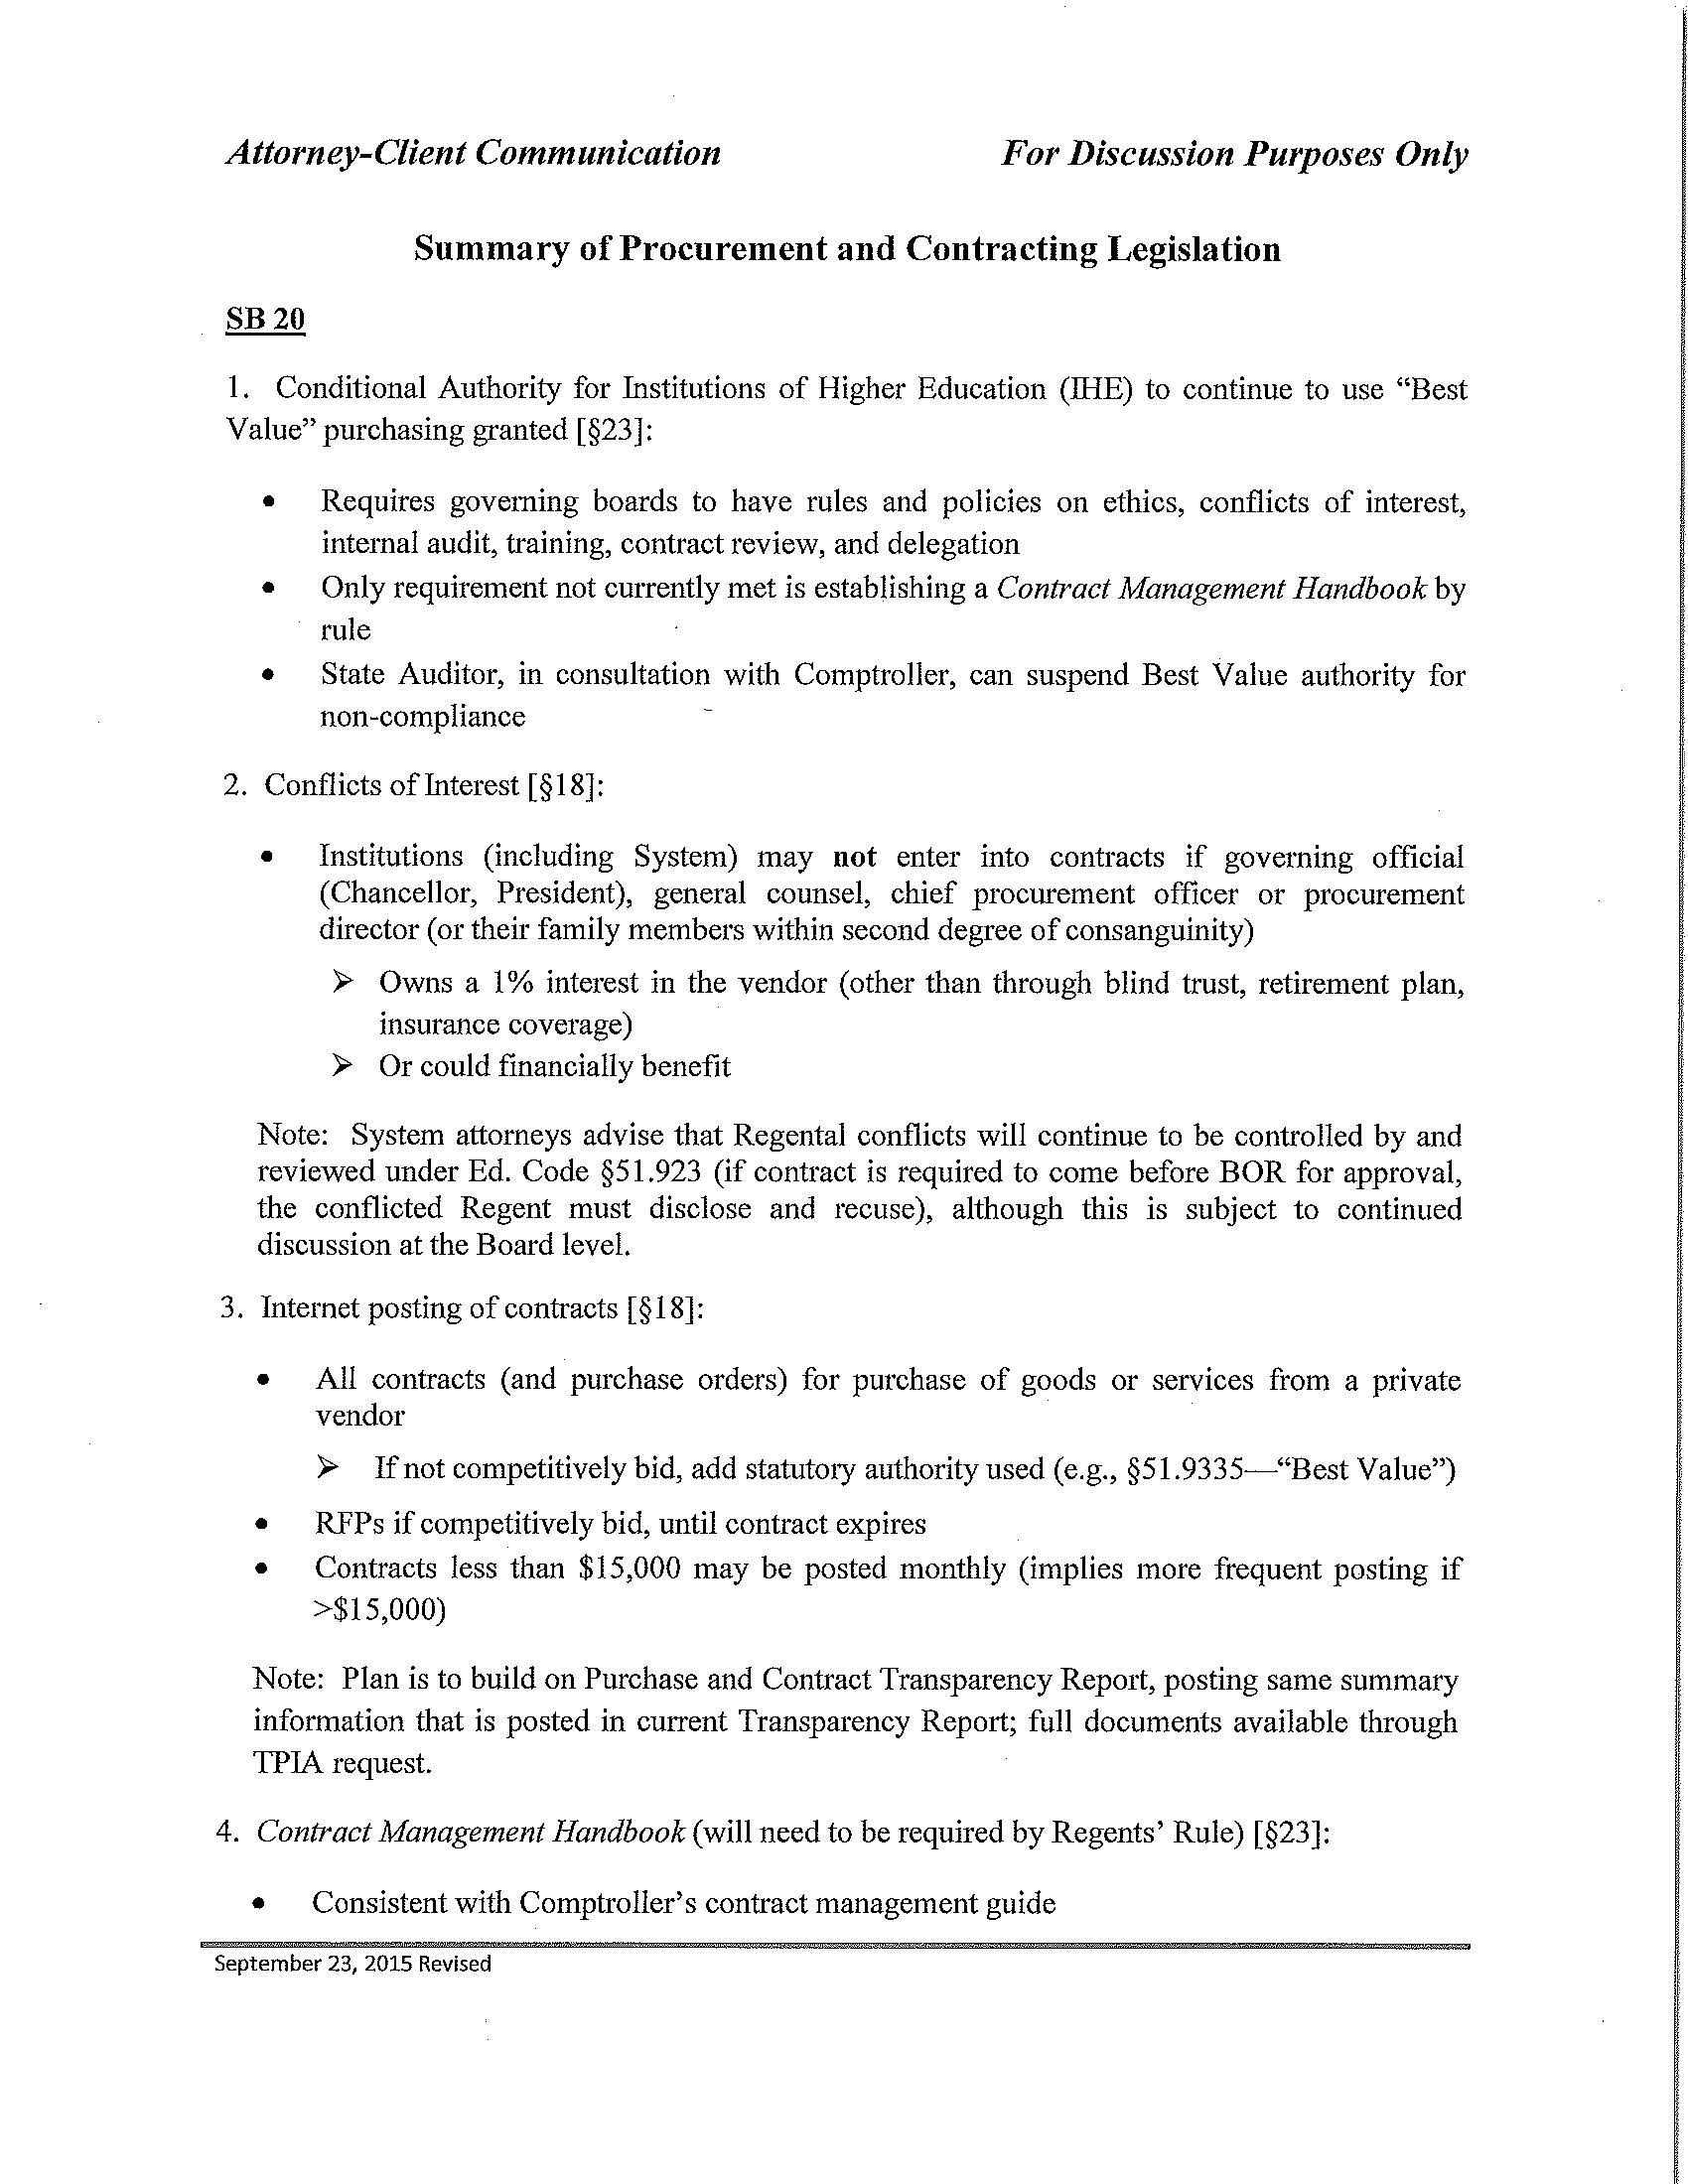 Attorney-Client Communication For Discussion Purposes Only
Summary of Procurement and Contracting Legislation
SB 20
1. Conditional Authority for Institutions of Higher Education (IHE) to continue to use “Best
Value” purchasing granted [§23]:
• Requires governing boards to have rules and policies on ethics, conflicts of interest,
internal audit, training, contract review, and delegation
• Only requirement not currently met is establishing a Contract Management Handbook by
rule
• State Auditor, in consultation with Comptroller, can suspend Best Value authority for
non-compliance
2. Conflicts of Interest [§18]:
• Institutions (including System) may not enter into contracts if governing official
(Chancellor, President), general counsel, chief procurement officer or procurement
director (or their family members within second degree of consanguinity)
➢ Owns a 1% interest in the vendor (other than through blind trust, retirement plan,
insurance coverage)
➢ Or could financially benefit
Note: System attorneys advise that Regental conflicts will continue to be controlled by and
reviewed under Ed. Code §51.923 (if contract is required to come before BOR for approval,
the conflicted Regent must disclose and recuse), although this is subject to continued
discussion at the Board level.
3. Internet posting of contracts [§18]:
• All contracts (and purchase orders) for purchase of goods or services from a private
vendor
➢ If not competitively bid, add statutory authority used (e.g., §51.9335—“Best Value”)
• RFPs if competitively bid, until contract expires
• Contracts less than $15,000 may be posted monthly (implies more frequent posting if
>$15,000)
Note: Plan is to build on Purchase and Contract Transparency Report, posting same summary
information that is posted in current Transparency Report; full documents available through
TPIA request.
4. Contract Management Handbook (will need to be required by Regents’ Rule) [§23]:
• Consistent with Comptroller’s contract management guide
September 23, 2015 Revised